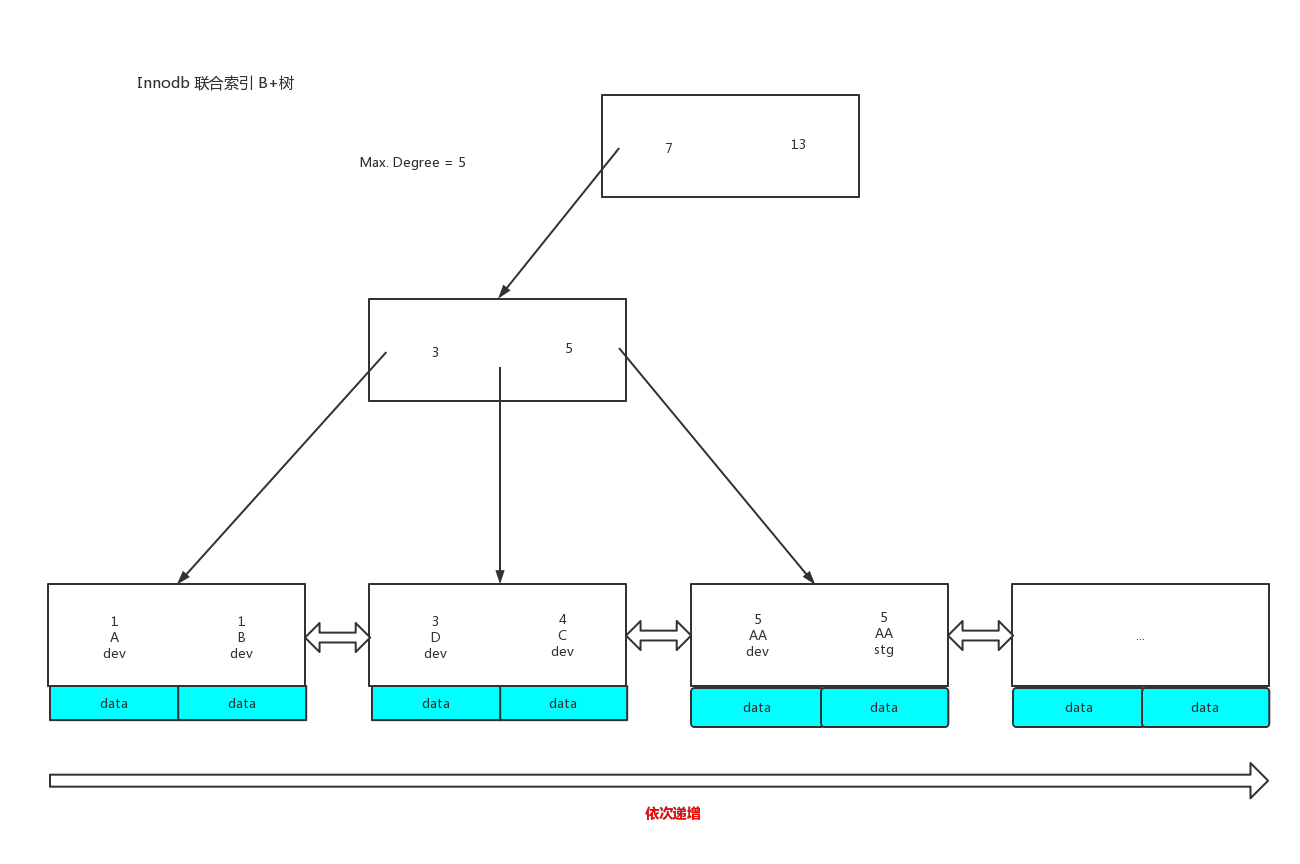 Innodb 联合索引 B+树
Max. Degree = 5
7
13
3
5
1
A
dev
1
B
dev
3
D
dev
4
C
dev
5
AA
dev
5
AA
stg
...
data
data
data
data
data
data
data
data
依次递增